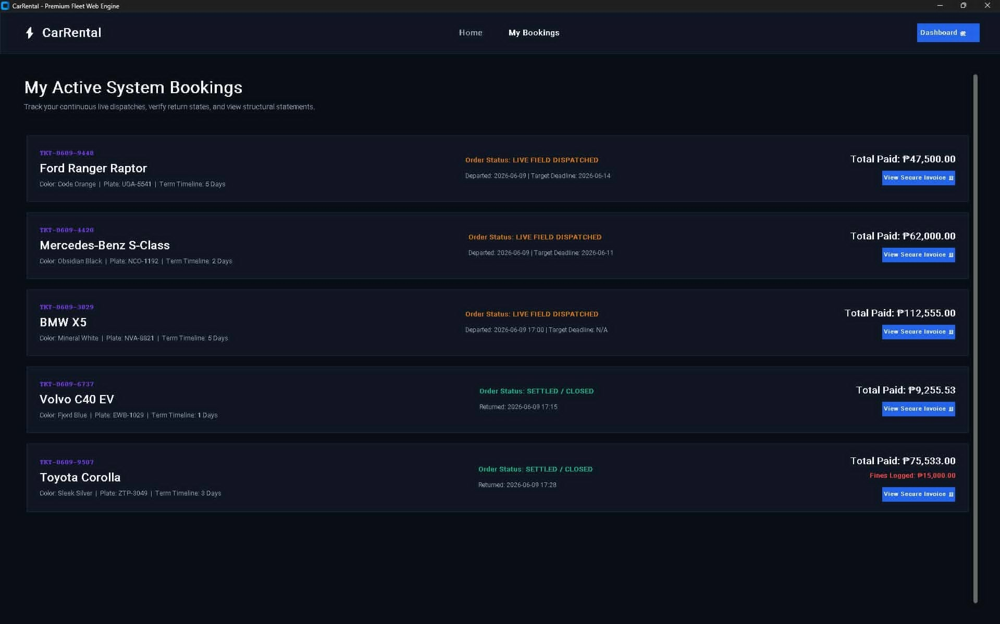 CarRental - Premium Fleet Web Engine
CarRental
Home
My Bookings
Dashboard
My Active System Bookings
Track your continuous live dispatches, verify return states, and view structural statements.
TKT-0609-9448
Ford Ranger Raptor
Color: Code Orange | Plate: UGA-5541 | Term Timeline: 5 Days
Order Status: LIVE FIELD DISPATCHED
Departed: 2026-06-09 | Target Deadline: 2026-06-14
Total Paid: ₱47,500.00
View Secure Invoice
TKT-0609-4420
Mercedes-Benz S-Class
Color: Obsidian Black | Plate: NCO-1192 | Term Timeline: 2 Days
Order Status: LIVE FIELD DISPATCHED
Departed: 2026-06-09 | Target Deadline: 2026-06-11
Total Paid: ₱62,000.00
View Secure Invoice
TKT-0609-3829
BMW X5
Color: Mineral White | Plate: NVA-8821 | Term Timeline: 5 Days
Order Status: LIVE FIELD DISPATCHED
Departed: 2026-06-09 17:00 | Target Deadline: N/A
Total Paid: ₱112,555.00
View Secure Invoice
TKT-0609-6737
Volvo C40 EV
Color: Fjord Blue | Plate: EWB-1029 | Term Timeline: 1 Days
Order Status: SETTLED / CLOSED
Returned: 2026-06-09 17:15
Total Paid: ₱9,255.53
View Secure Invoice
TKT-0609-9507
Toyota Corolla
Color: Sleek Silver | Plate: ZTP-3049 | Term Timeline: 3 Days
Order Status: SETTLED / CLOSED
Returned: 2026-06-09 17:28
Total Paid: ₱75,533.00
Fines Logged: ₱15,000.00
View Secure Invoice